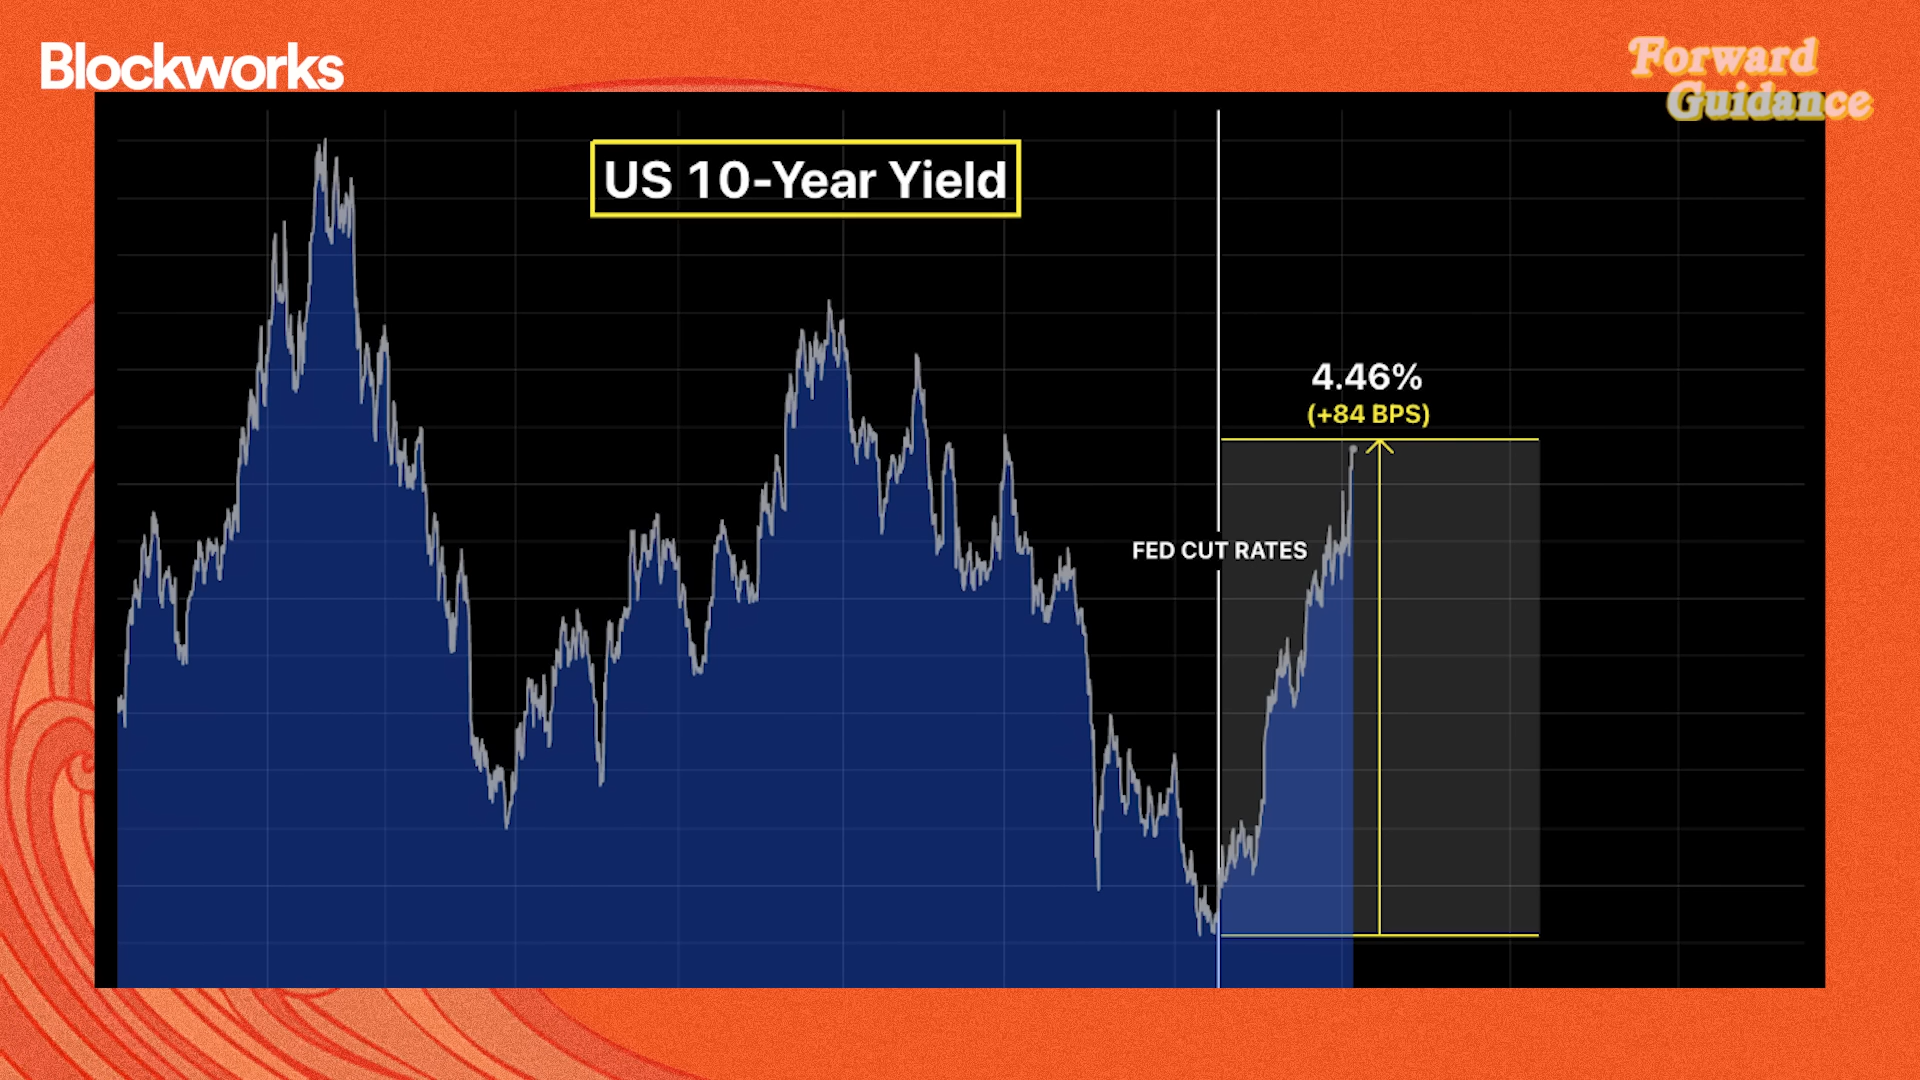 Blockworks
Forward
Guidance
US 10-Year Yield
4.46%
(+84 BPS)
FED CUT RATES